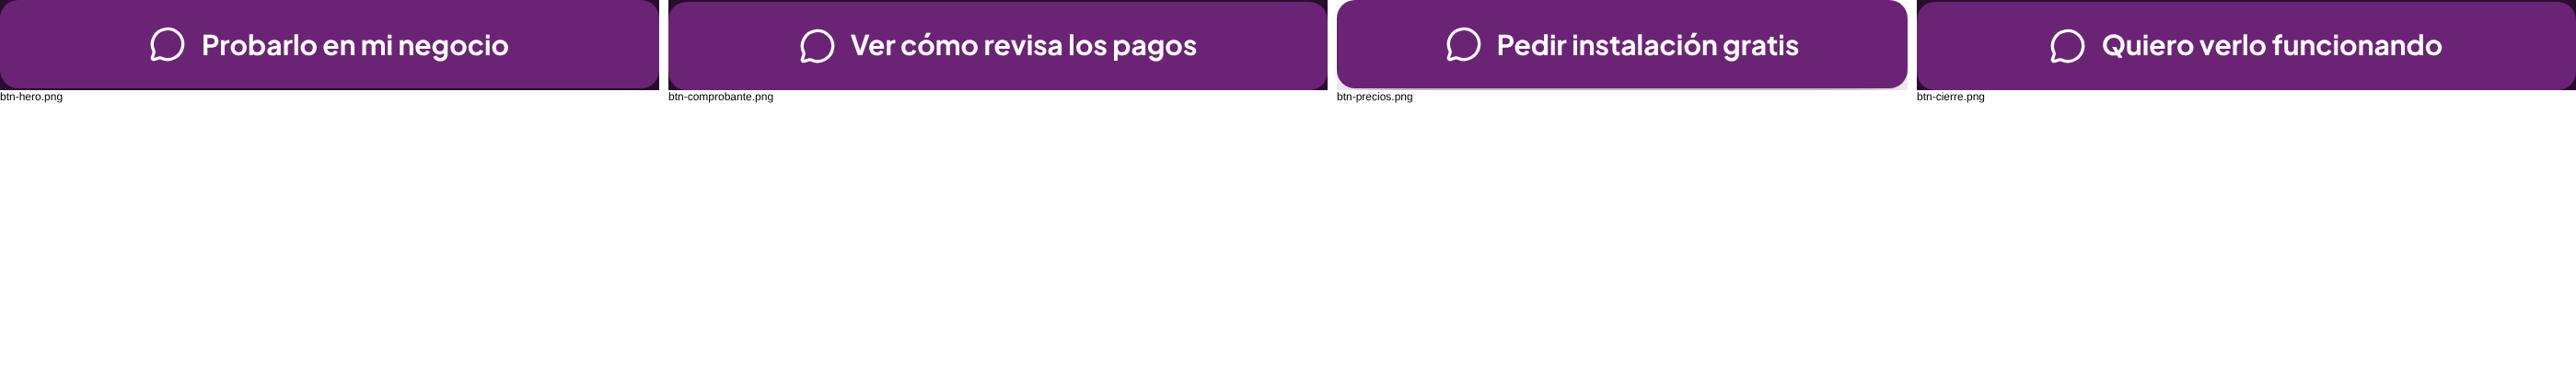 Probarlo en mi negocio
btn-hero.png
Ver cómo revisa los pagos
btn-comprobante.png
Pedir instalación gratis
btn-precios.png
Quiero verlo funcionando
btn-cierre.png